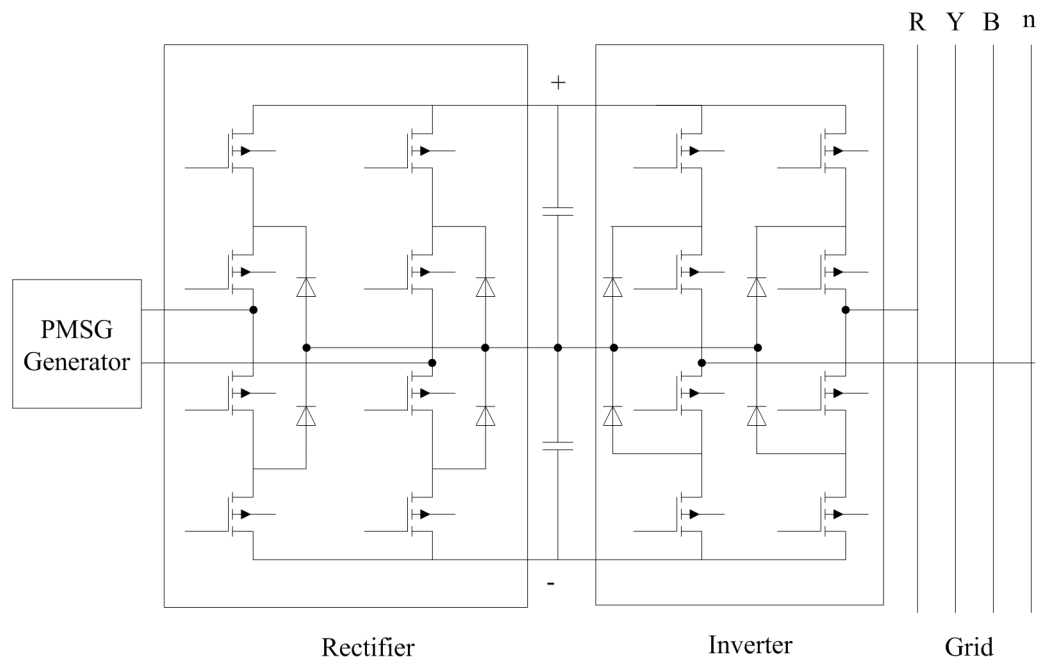 R Y B n
+
PMSG
Generator
-
Rectifier
Inverter
Grid